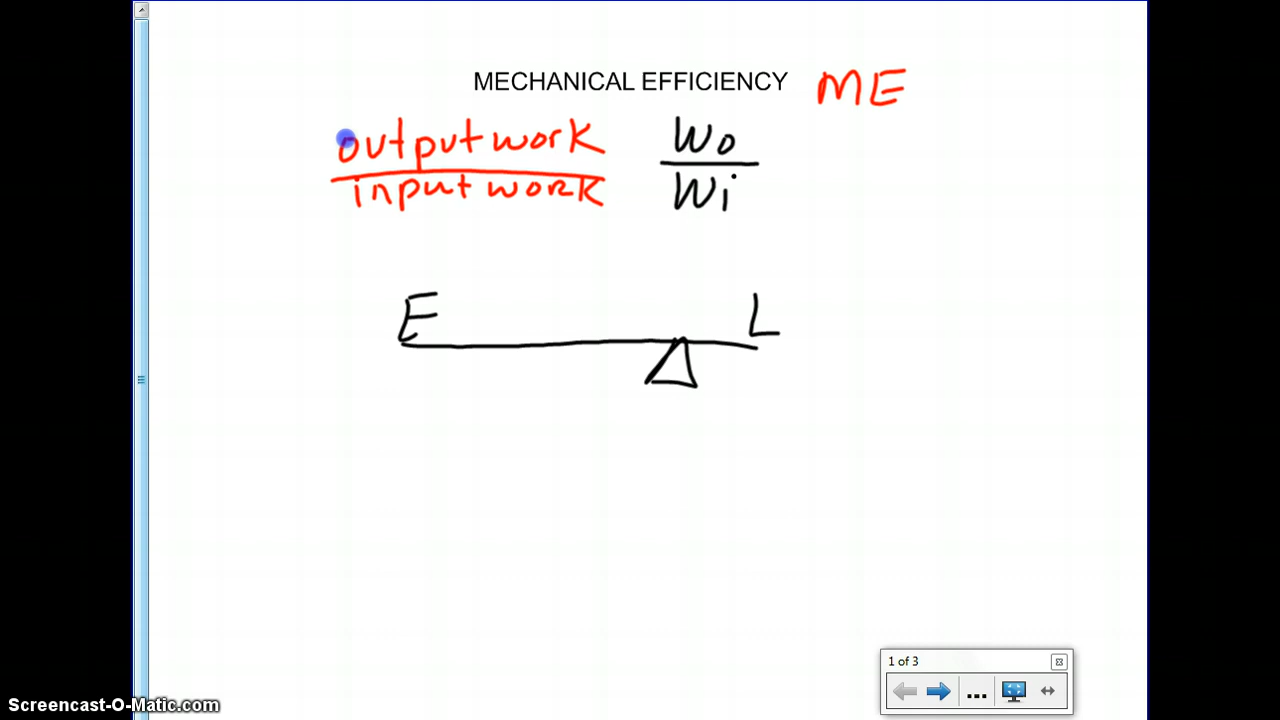 MECHANICAL EFFICIENCY ME
output work
input work
Wo
Wi
E L
1 of 3
...
Screencast-O-Matic.com